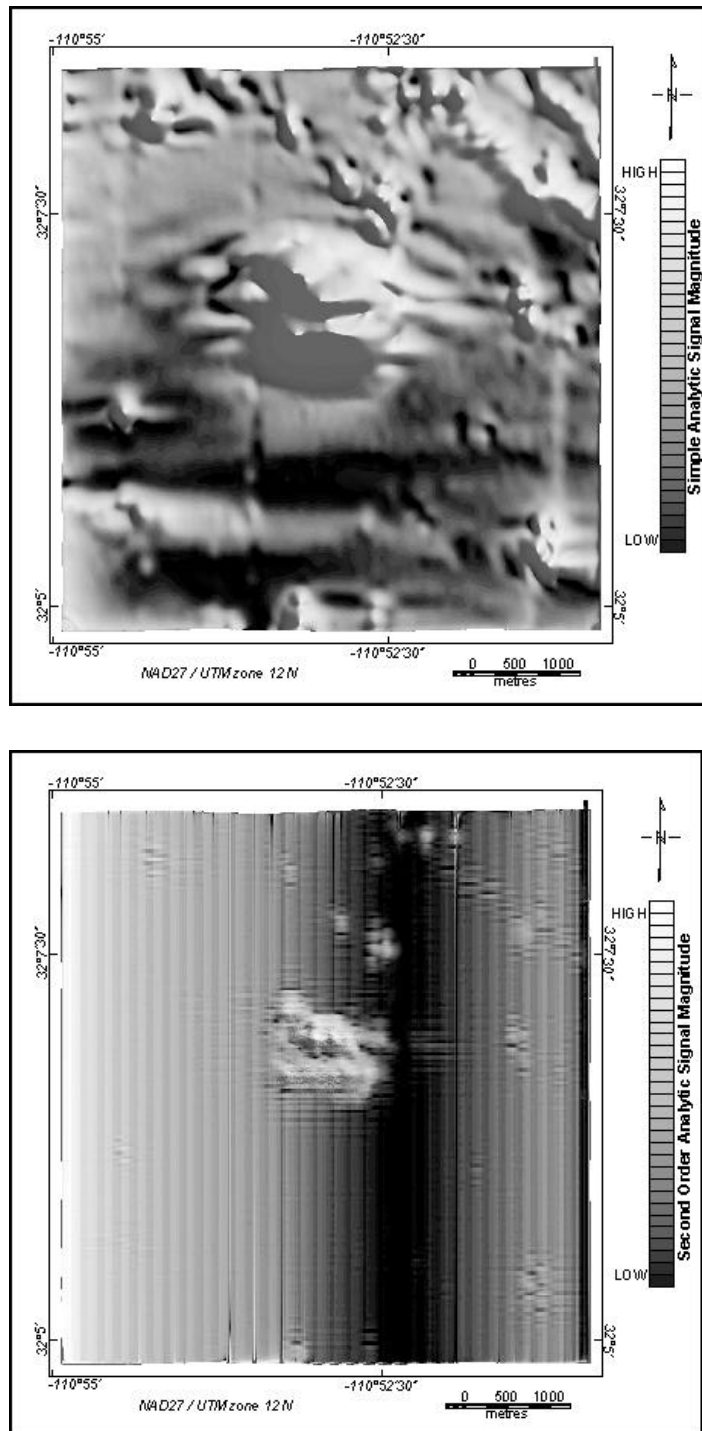 -110°55'
-110°52'30"
N
HIGH
32°7'30"
32°7'30"
Simple Analytic Signal Magnitude
LOW
32°5'
32°5'
-110°55'
-110°52'30"
NAD27 / UTM zone 12N
0 500 1000
metres
-110°55'
-110°52'30"
N
HIGH
32°7'30"
32°7'30"
Second Order Analytic Signal Magnitude
LOW
32°5'
32°5'
-110°55'
-110°52'30"
NAD27 / UTM zone 12N
0 500 1000
metres